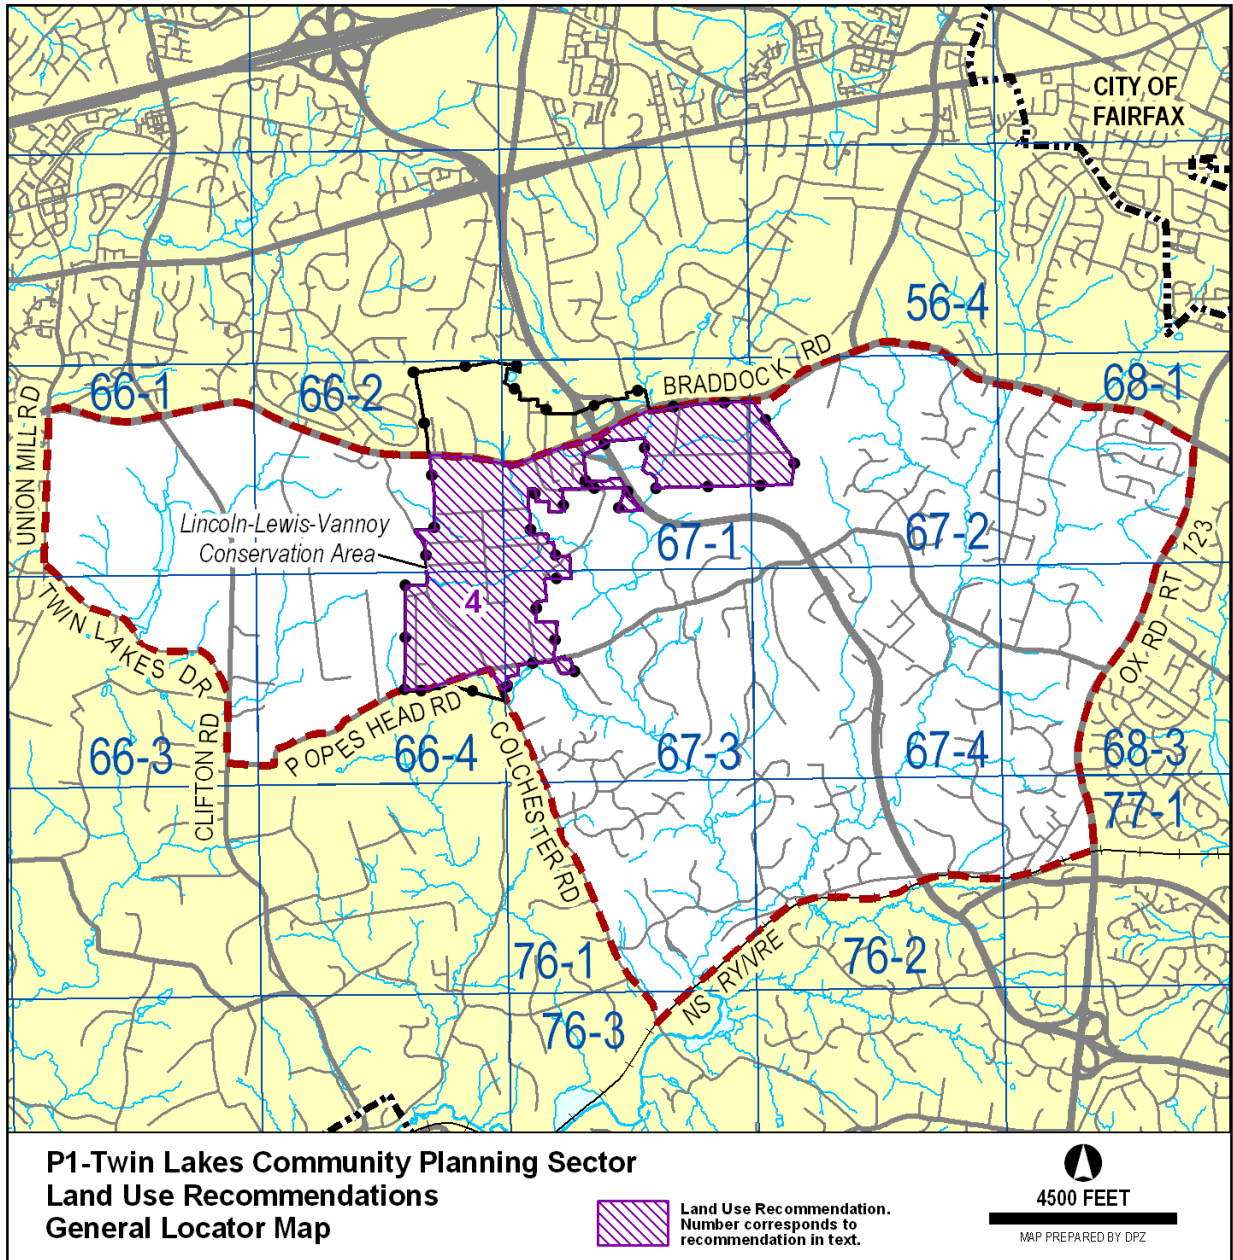 CITY OF
FAIRFAX
56-4
BRADDOCK RD
66-1
66-2
68-1
UNION MILL RD
Lincoln-Lewis-Vannoy
Conservation Area
67-1
67-2
OX RD RT 123
4
TWIN LAKES DR
66-3
CLIFTON RD
POPES HEAD RD
66-4
COLCHESTER RD
67-3
67-4
68-3
77-1
76-1
76-2
NS RY/VRE
76-3
P1-Twin Lakes Community Planning Sector
Land Use Recommendations
General Locator Map
Land Use Recommendation.
Number corresponds to
recommendation in text.
4500 FEET
MAP PREPARED BY DPZ